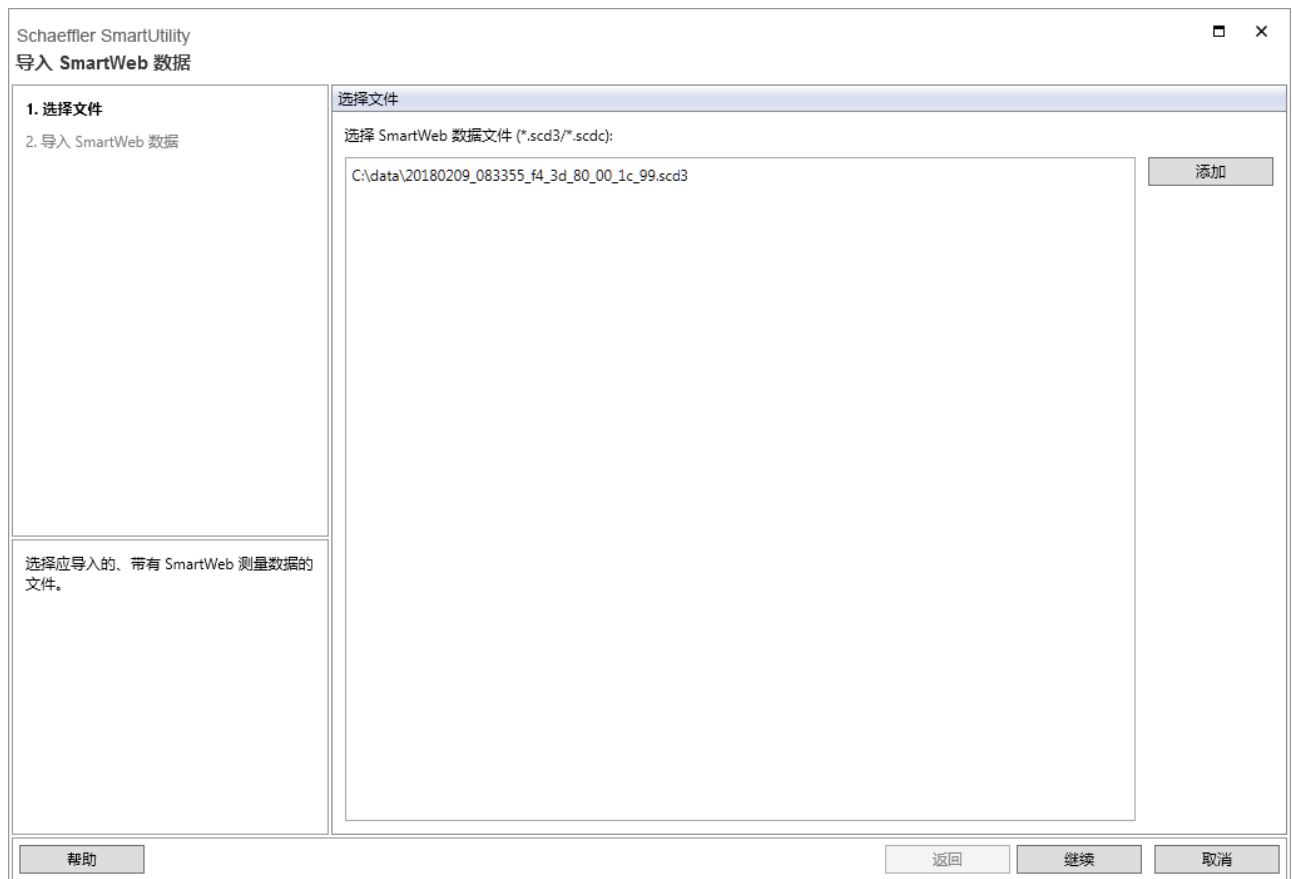 Schaeffler SmartUtility
导入 SmartWeb 数据
1. 选择文件
2. 导入 SmartWeb 数据
选择应导入的、带有 SmartWeb 测量数据的
文件。
选择文件
选择 SmartWeb 数据文件 (*.scd3/*.scdc):
C:\data\20180209_083355_f4_3d_80_00_1c_99.scd3
添加
帮助
返回
继续
取消